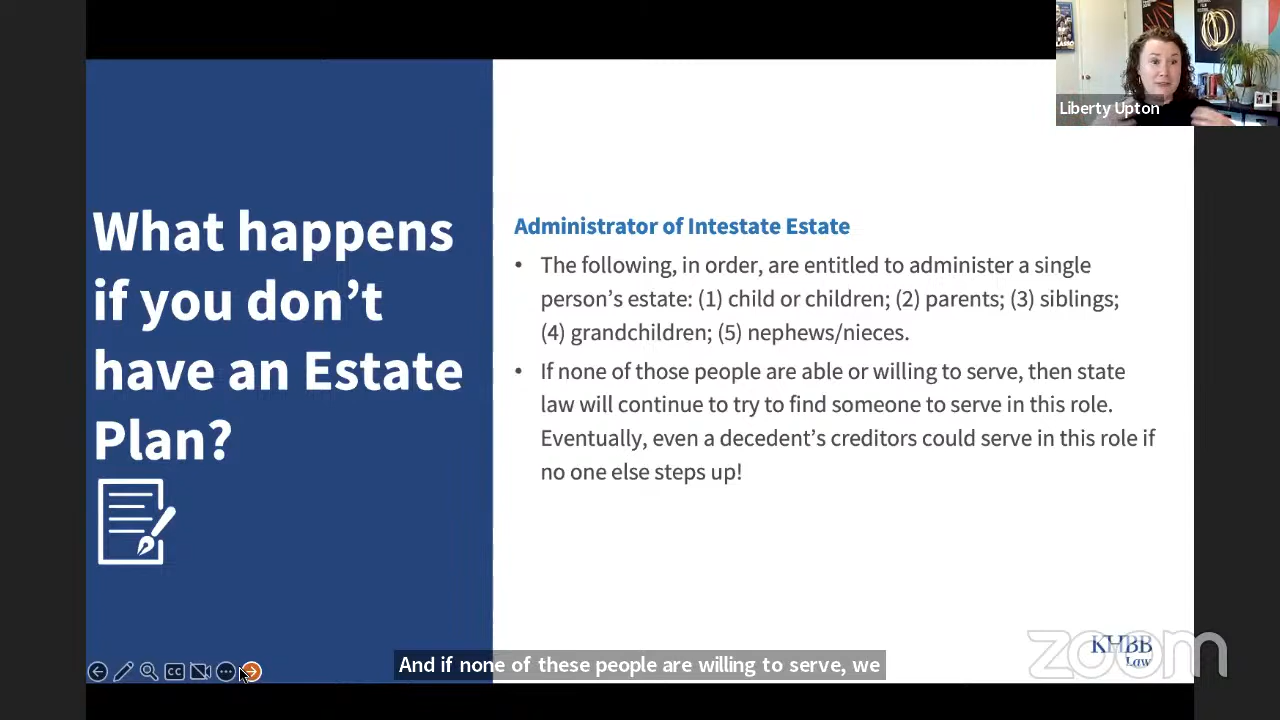 Liberty Upton
What happens
if you don’t
have an Estate
Plan?
Administrator of Intestate Estate
• The following, in order, are entitled to administer a single
person’s estate: (1) child or children; (2) parents; (3) siblings;
(4) grandchildren; (5) nephews/nieces.
• If none of those people are able or willing to serve, then state
law will continue to try to find someone to serve in this role.
Eventually, even a decedent’s creditors could serve in this role if
no one else steps up!
CC
And if none of these people are willing to serve, we
KHBB
Law
zoom